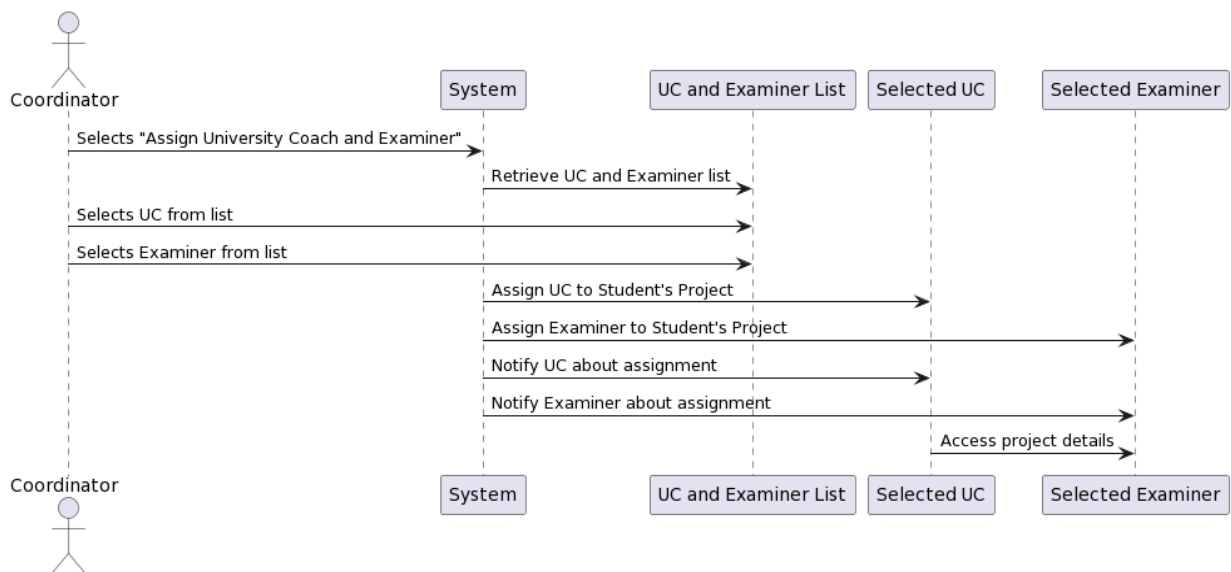 Coordinator
System
UC and Examiner List
Selected UC
Selected Examiner
Selects "Assign University Coach and Examiner"
Retrieve UC and Examiner list
Selects UC from list
Selects Examiner from list
Assign UC to Student's Project
Assign Examiner to Student's Project
Notify UC about assignment
Notify Examiner about assignment
Access project details
Coordinator
System
UC and Examiner List
Selected UC
Selected Examiner